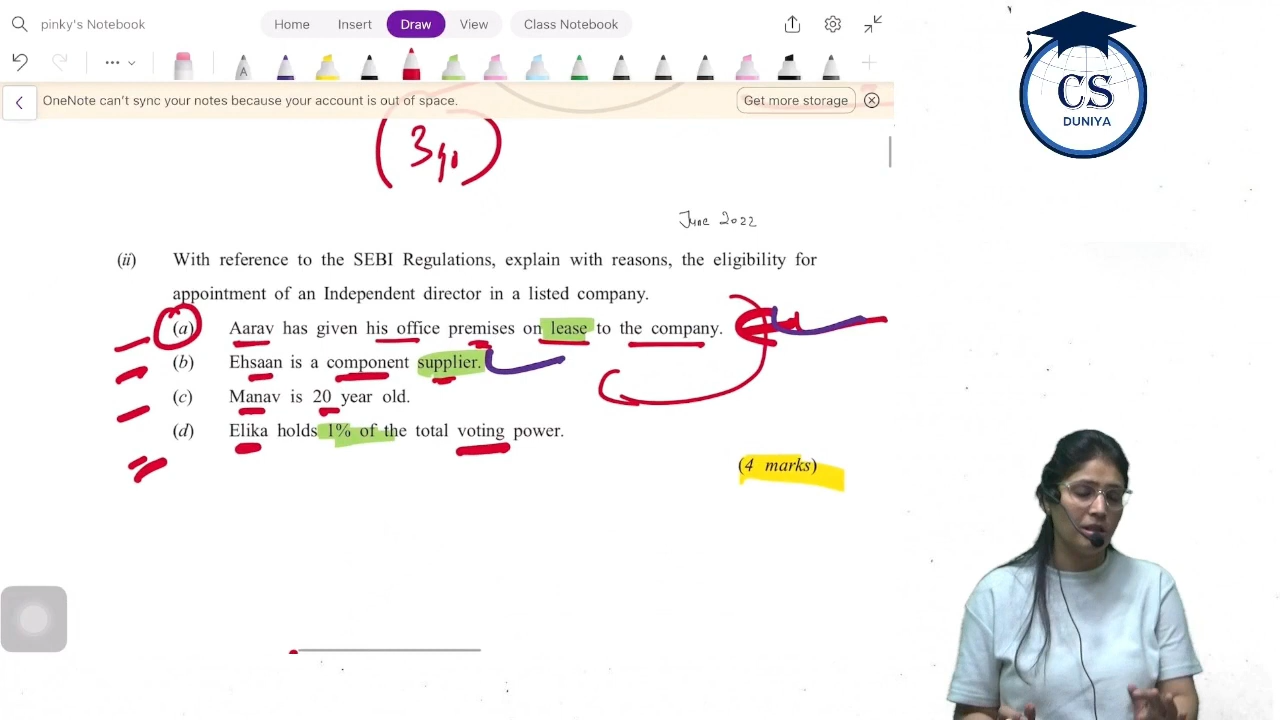 pinky's Notebook
Home Insert Draw View Class Notebook
A
OneNote can't sync your notes because your account is out of space.
Get more storage
CS
DUNIYA
June 2022
(ii) With reference to the SEBI Regulations, explain with reasons, the eligibility for
appointment of an Independent director in a listed company.
(a) Aarav has given his office premises on lease to the company.
(b) Ehsaan is a component supplier.
(c) Manav is 20 year old.
(d) Elika holds 1% of the total voting power.
(4 marks)